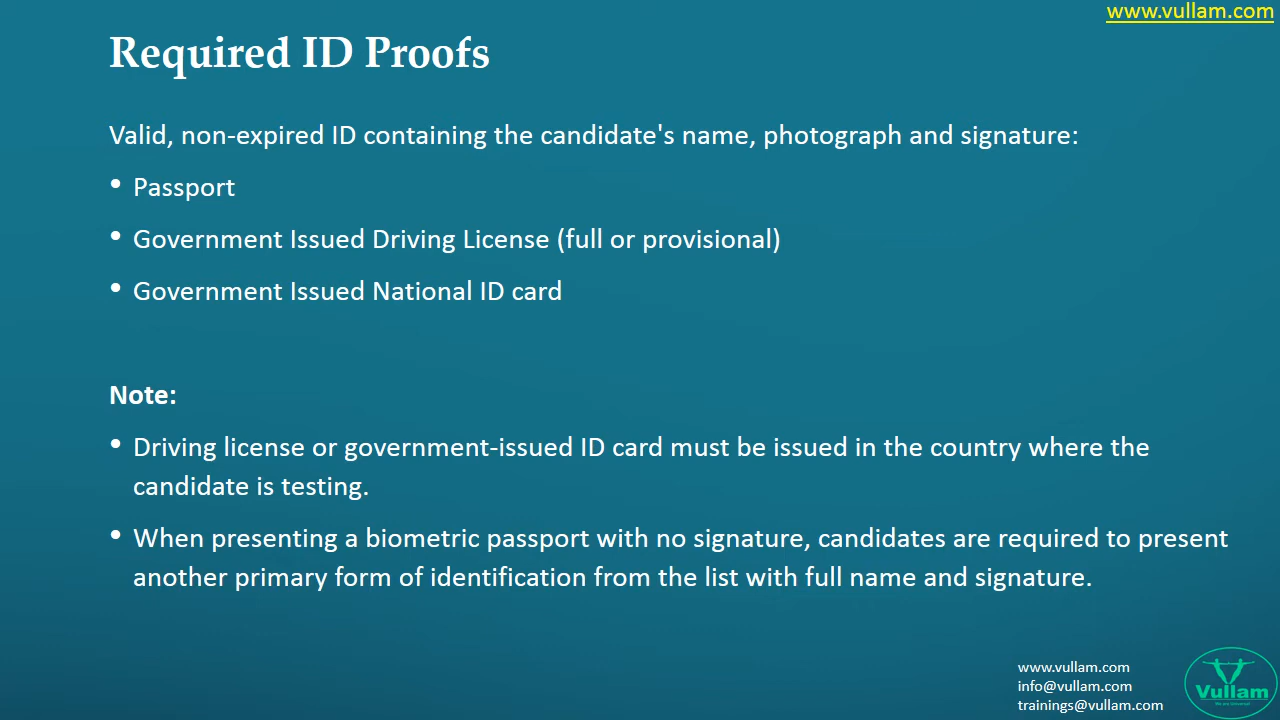 www.vullam.com
Required ID Proofs
Valid, non-expired ID containing the candidate's name, photograph and signature:
• Passport
• Government Issued Driving License (full or provisional)
• Government Issued National ID card
Note:
• Driving license or government-issued ID card must be issued in the country where the
candidate is testing.
• When presenting a biometric passport with no signature, candidates are required to present
another primary form of identification from the list with full name and signature.
www.vullam.com
info@vullam.com
trainings@vullam.com
Vullam